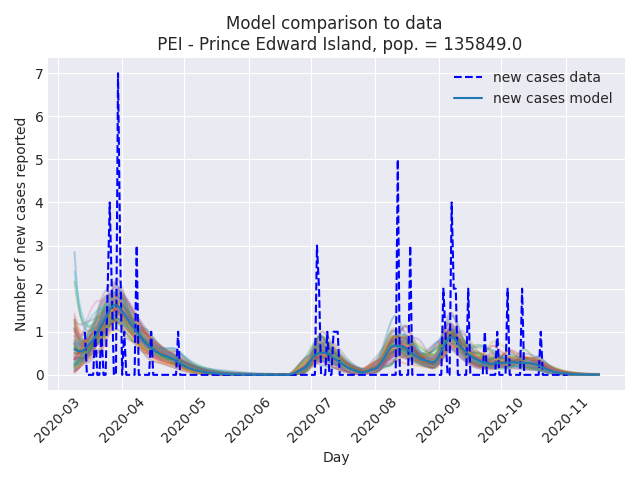 Model comparison to data
PEI - Prince Edward Island, pop. = 135849.0
new cases data
new cases model
Number of new cases reported
7
6
5
4
3
2
1
0
2020-03
2020-04
2020-05
2020-06
2020-07
2020-08
2020-09
2020-10
2020-11
Day